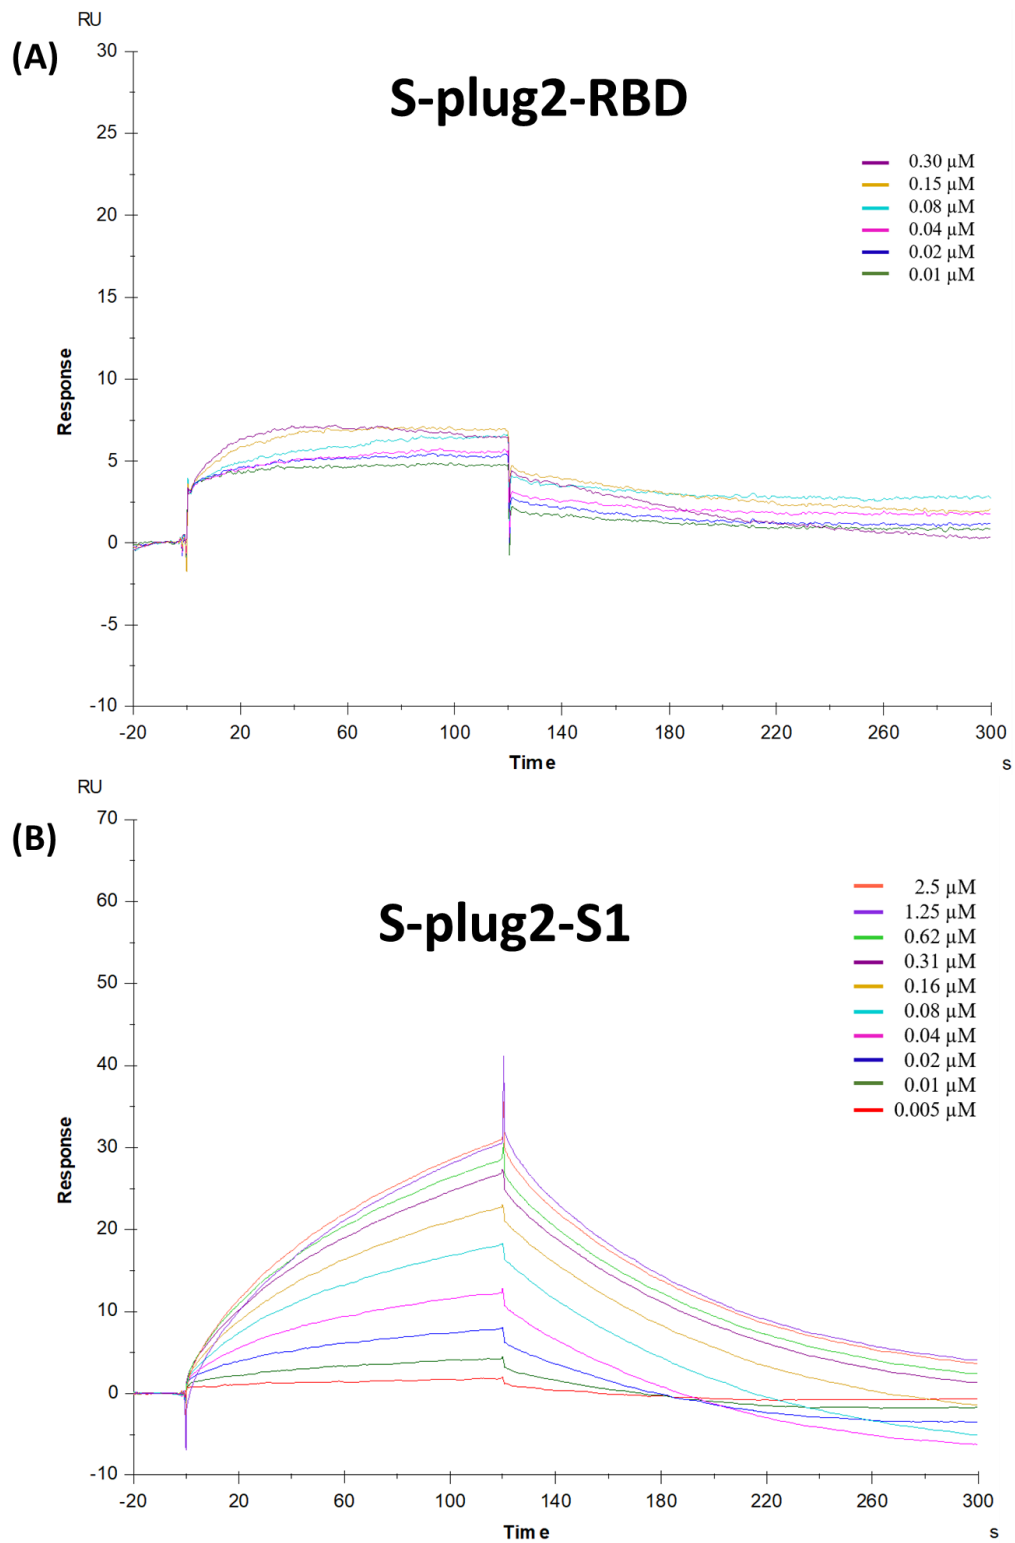 RU
(A)
S-plug2-RBD
30
25
20
15
10
5
0
-5
-10
Response
0.30 µM
0.15 µM
0.08 µM
0.04 µM
0.02 µM
0.01 µM
-20 20 60 100 140 180 220 260 300
Time
s
RU
(B)
S-plug2-S1
70
60
50
40
30
20
10
0
-10
Response
2.5 µM
1.25 µM
0.62 µM
0.31 µM
0.16 µM
0.08 µM
0.04 µM
0.02 µM
0.01 µM
0.005 µM
-20 20 60 100 140 180 220 260 300
Time
s